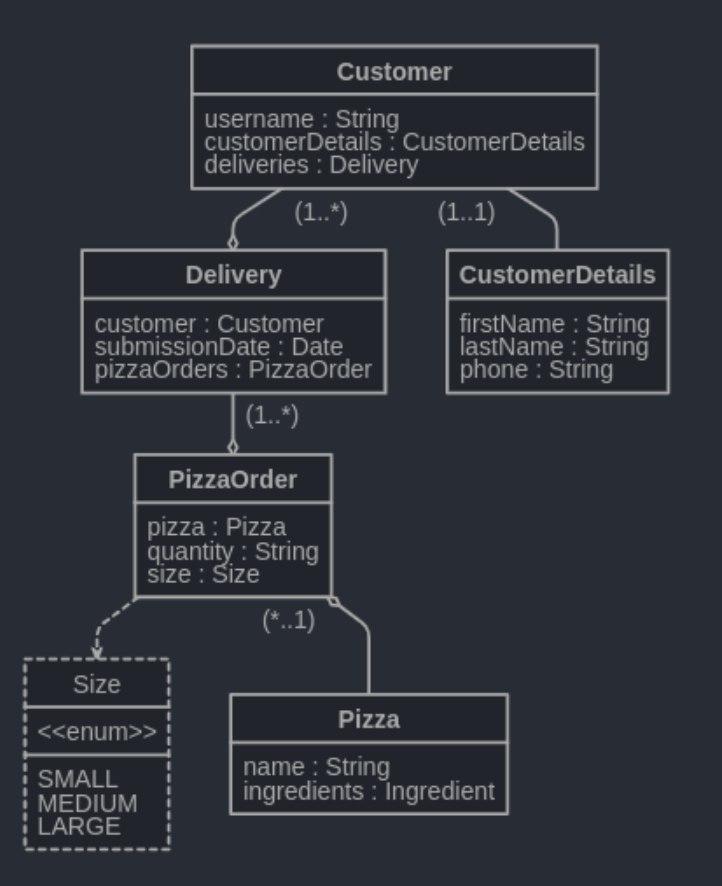 Customer
username : String
customerDetails : CustomerDetails
deliveries : Delivery
(1..*)
(1..1)
Delivery
customer : Customer
submissionDate : Date
pizzaOrders : PizzaOrder
CustomerDetails
firstName : String
lastName : String
phone : String
(1..*)
PizzaOrder
pizza : Pizza
quantity : String
size : Size
(*..1)
Size
<<enum>>
SMALL
MEDIUM
LARGE
Pizza
name : String
ingredients : Ingredient